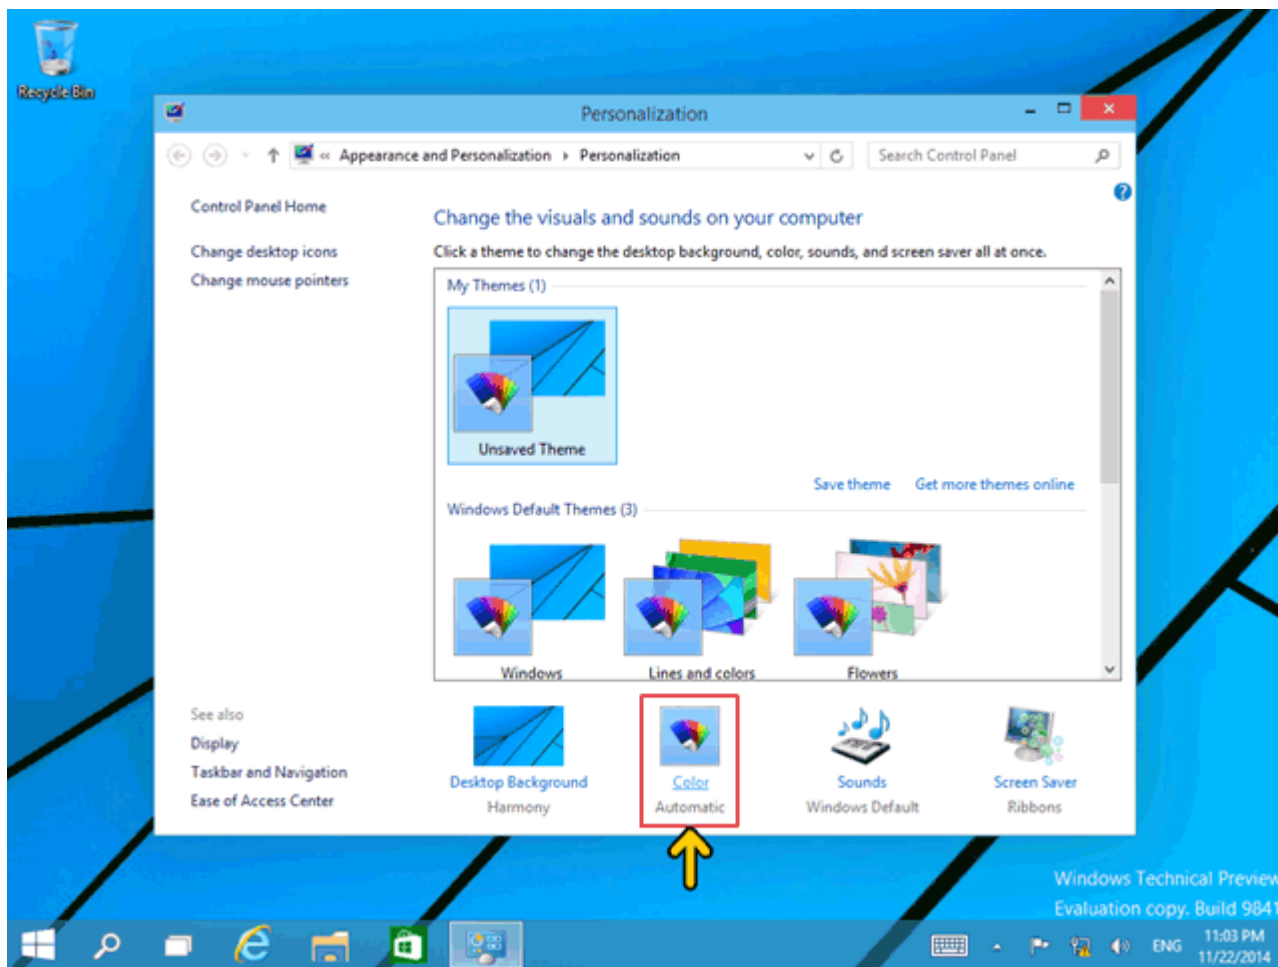 Recycle Bin
Personalization
« Appearance and Personalization Personalization
Search Control Panel
Control Panel Home
Change desktop icons
Change mouse pointers
Change the visuals and sounds on your computer
Click a theme to change the desktop background, color, sounds, and screen saver all at once.
My Themes (1)
Unsaved Theme
Save theme Get more themes online
Windows Default Themes (3)
Windows Lines and colors Flowers
See also
Display
Taskbar and Navigation
Ease of Access Center
Desktop Background
Harmony
Color
Automatic
Sounds
Windows Default
Screen Saver
Ribbons
Windows Technical Preview
Evaluation copy. Build 9841
ENG
11:03 PM
11/22/2014